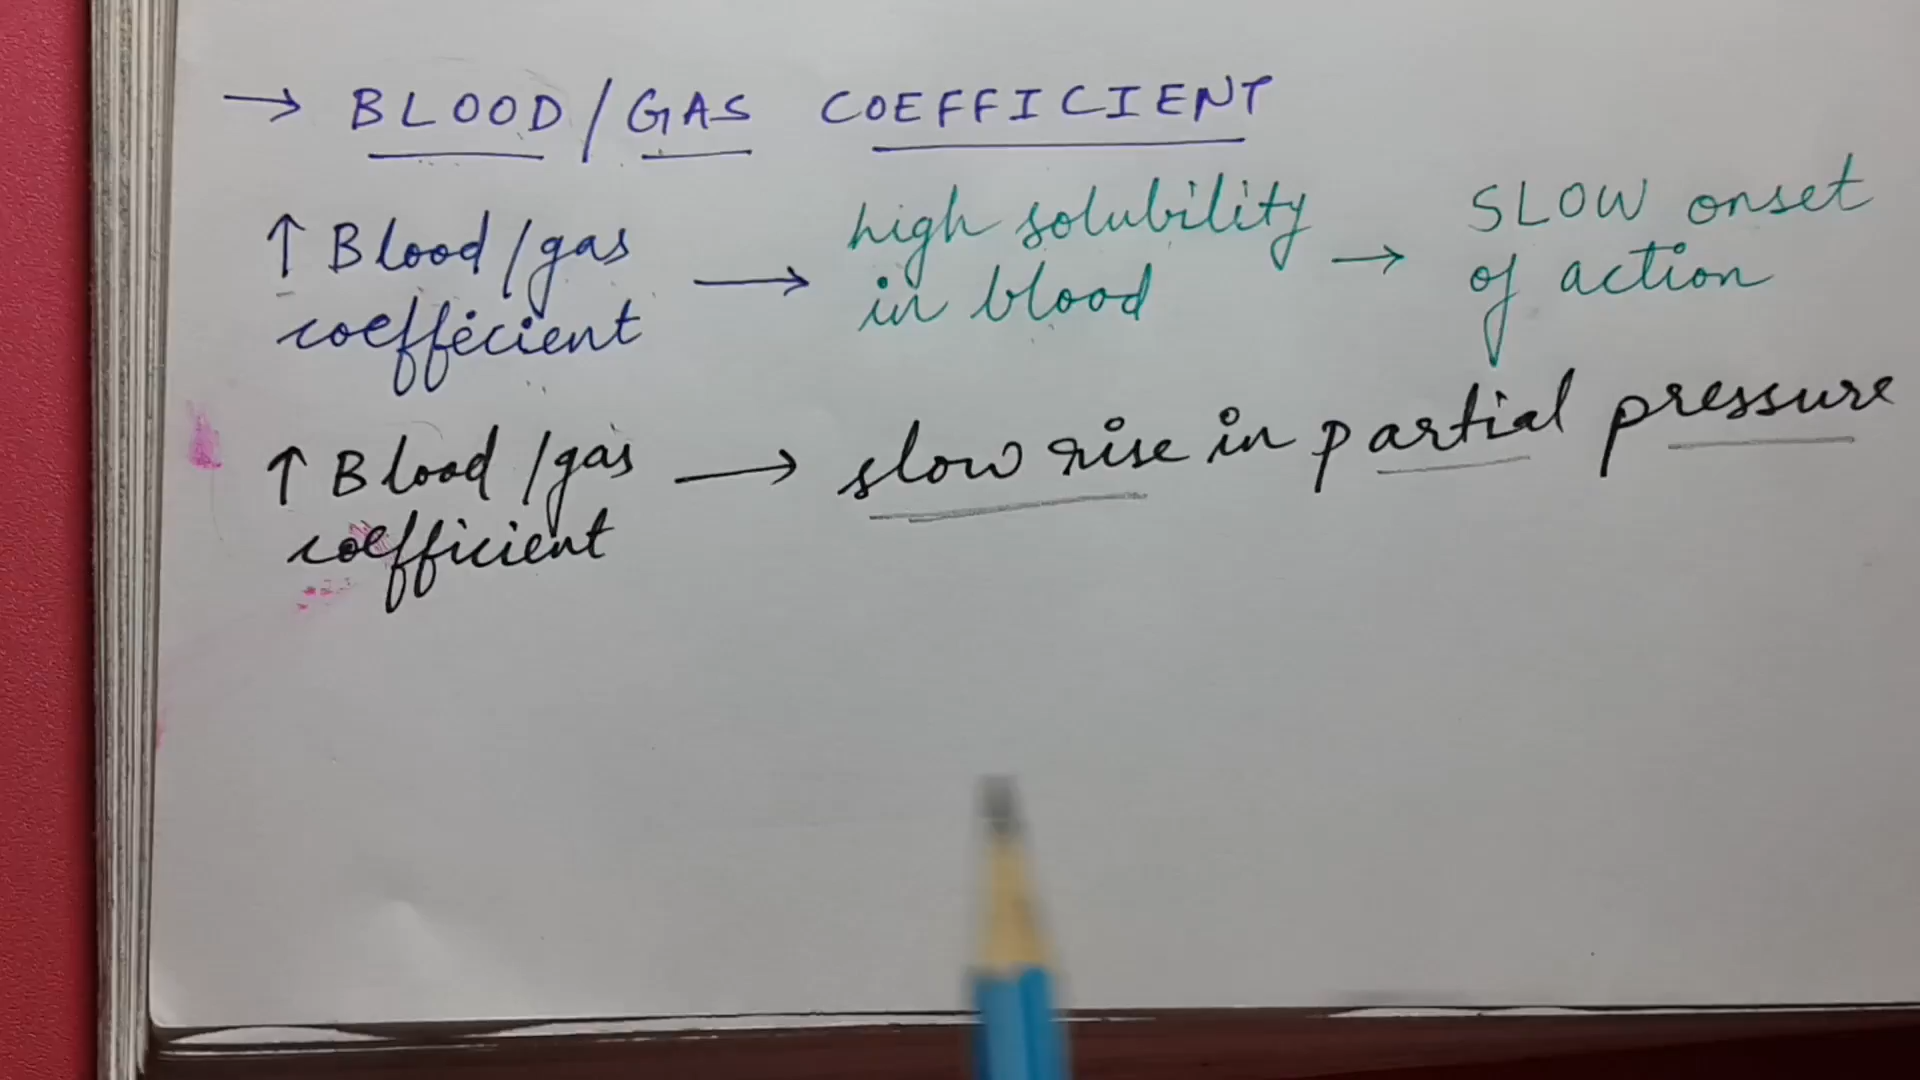 → BLOOD/GAS COEFFICIENT
↑ Blood/gas coefficient → high solubility in blood → SLOW onset of action
↑ Blood/gas coefficient → slow rise in partial pressure